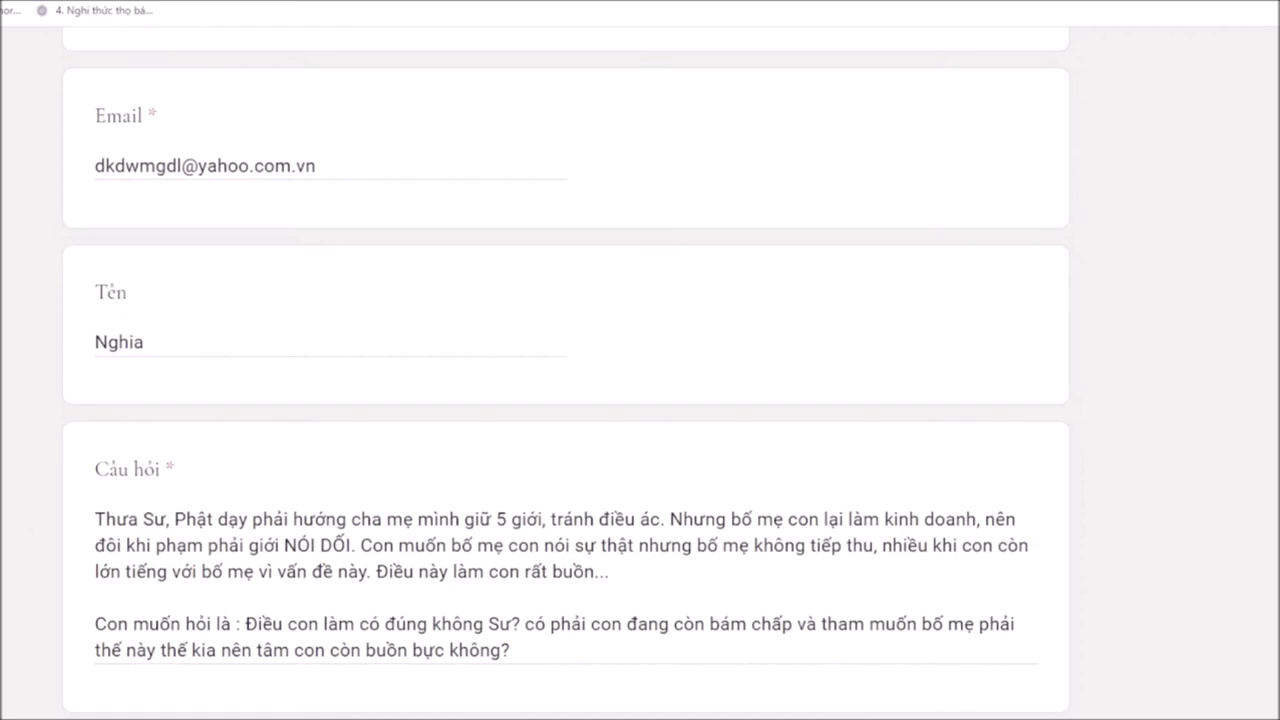 4. Nghi thức thọ bá...
Email *
dkdwmgdl@yahoo.com.vn
Tên
Nghia
Câu hỏi *
Thưa Sư, Phật dạy phải hướng cha mẹ mình giữ 5 giới, tránh điều ác. Nhưng bố mẹ con lại làm kinh doanh, nên
đôi khi phạm phải giới NÓI DỐI. Con muốn bố mẹ con nói sự thật nhưng bố mẹ không tiếp thu, nhiều khi con còn
lớn tiếng với bố mẹ vì vấn đề này. Điều này làm con rất buồn...
Con muốn hỏi là : Điều con làm có đúng không Sư? có phải con đang còn bám chấp và tham muốn bố mẹ phải
thế này thế kia nên tâm con còn buồn bực không?